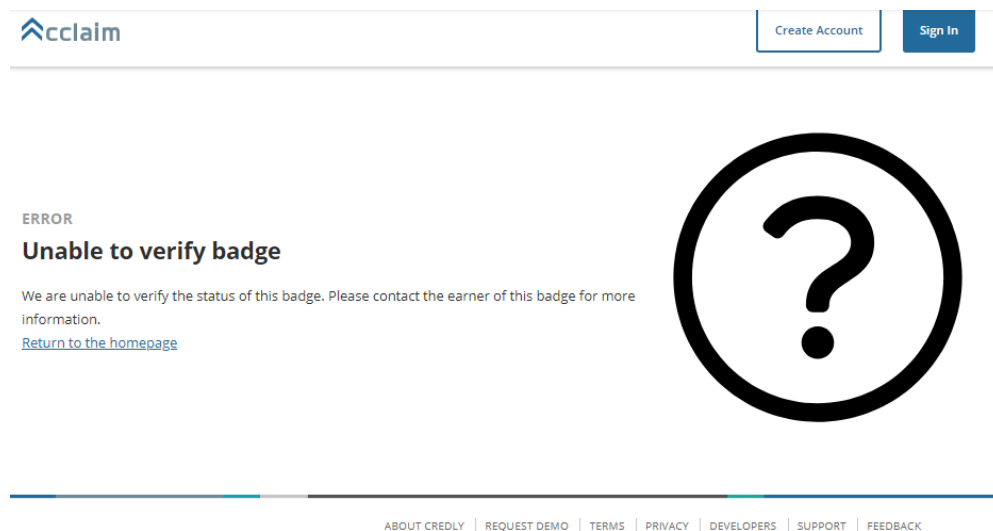 Acclaim
Create Account
Sign In
ERROR
Unable to verify badge
We are unable to verify the status of this badge. Please contact the earner of this badge for more
information.
Return to the homepage
ABOUT CREDLY | REQUEST DEMO | TERMS | PRIVACY | DEVELOPERS | SUPPORT | FEEDBACK